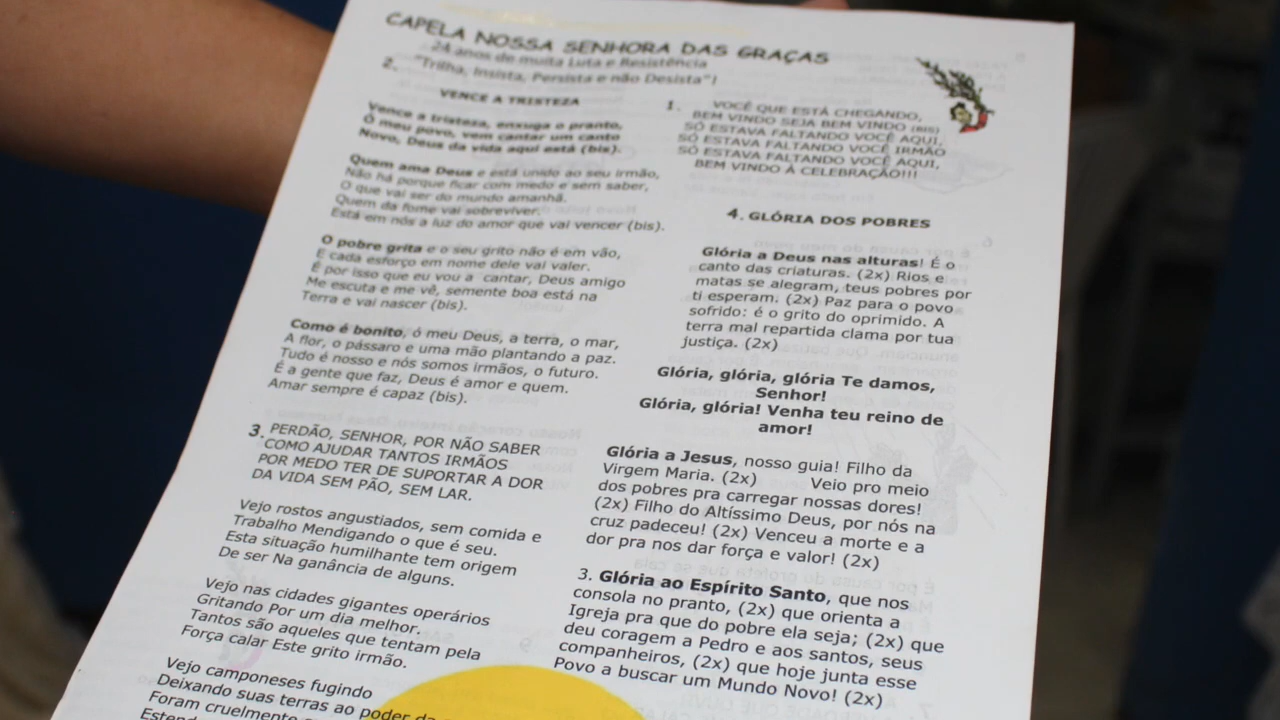 CAPELA NOSSA SENHORA DAS GRAÇAS
24 anos de muita Luta e Resistência
"Trilha, Insista, Persista e não Desista"!
2.
VENCE A TRISTEZA
Vence a tristeza, enxuga o pranto,
Ó meu povo, vem cantar um canto
Novo, Deus da vida aqui está (bis).
Quem ama Deus e está unido ao seu irmão,
Não há porque ficar com medo e sem saber,
O que vai ser do mundo amanhã.
Quem da fome vai sobreviver.
Está em nós a luz do amor que vai vencer (bis).
O pobre grita e o seu grito não é em vão,
E cada esforço em nome dele vai valer.
É por isso que eu vou a cantar, Deus amigo
Me escuta e me vê, semente boa está na
Terra e vai nascer (bis).
Como é bonito, ó meu Deus, a terra, o mar,
A flor, o pássaro e uma mão plantando a paz.
Tudo é nosso e nós somos irmãos, o futuro.
É a gente que faz, Deus é amor e quem.
Amar sempre é capaz (bis).
3. PERDÃO, SENHOR, POR NÃO SABER
COMO AJUDAR TANTOS IRMÃOS
POR MEDO TER DE SUPORTAR A DOR
DA VIDA SEM PÃO, SEM LAR.
Vejo rostos angustiados, sem comida e
Trabalho Mendigando o que é seu.
Esta situação humilhante tem origem
De ser Na ganância de alguns.
Vejo nas cidades gigantes operários
Gritando Por um dia melhor.
Tantos são aqueles que tentam pela
Força calar Este grito irmão.
Vejo camponeses fugindo
Deixando suas terras ao poder
Foram cruelmente
1. VOCÊ QUE ESTÁ CHEGANDO,
BEM VINDO SEJA BEM VINDO (BIS)
SÓ ESTAVA FALTANDO VOCÊ AQUI,
SÓ ESTAVA FALTANDO VOCÊ IRMÃO
SÓ ESTAVA FALTANDO VOCÊ AQUI,
BEM VINDO À CELEBRAÇÃO!!!
4. GLÓRIA DOS POBRES
Glória a Deus nas alturas! É o
canto das criaturas. (2x) Rios e
matas se alegram, teus pobres por
ti esperam. (2x) Paz para o povo
sofrido: é o grito do oprimido. A
terra mal repartida clama por tua
justiça. (2x)
Glória, glória, glória Te damos,
Senhor!
Glória, glória! Venha teu reino de
amor!
Glória a Jesus, nosso guia! Filho da
Virgem Maria. (2x) Veio pro meio
dos pobres pra carregar nossas dores!
(2x) Filho do Altíssimo Deus, por nós na
cruz padeceu! (2x) Venceu a morte e a
dor pra nos dar força e valor! (2x)
3. Glória ao Espírito Santo, que nos
consola no pranto, (2x) que orienta a
Igreja pra que do pobre ela seja; (2x) que
deu coragem a Pedro e aos santos, seus
companheiros, (2x) que hoje junta esse
Povo a buscar um Mundo Novo! (2x)